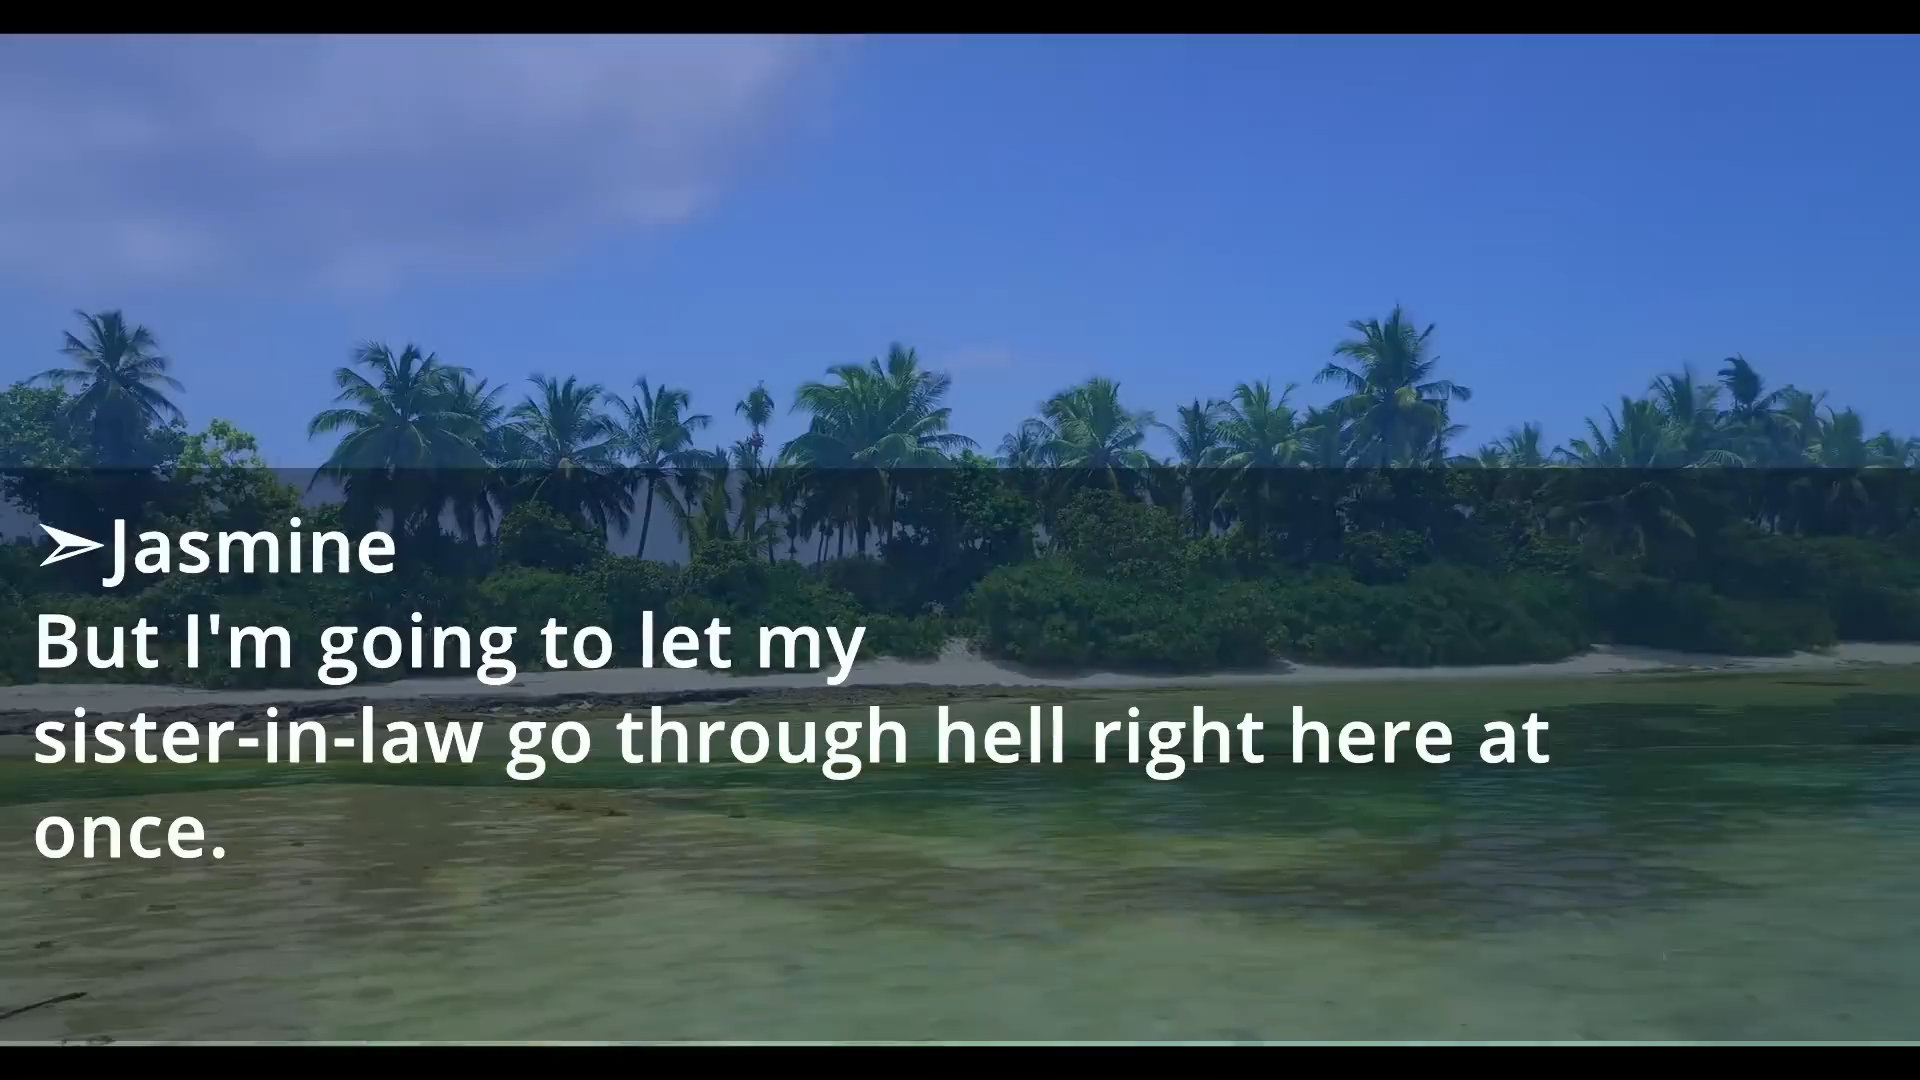 ➢Jasmine
But I'm going to let my
sister-in-law go through hell right here at
once.